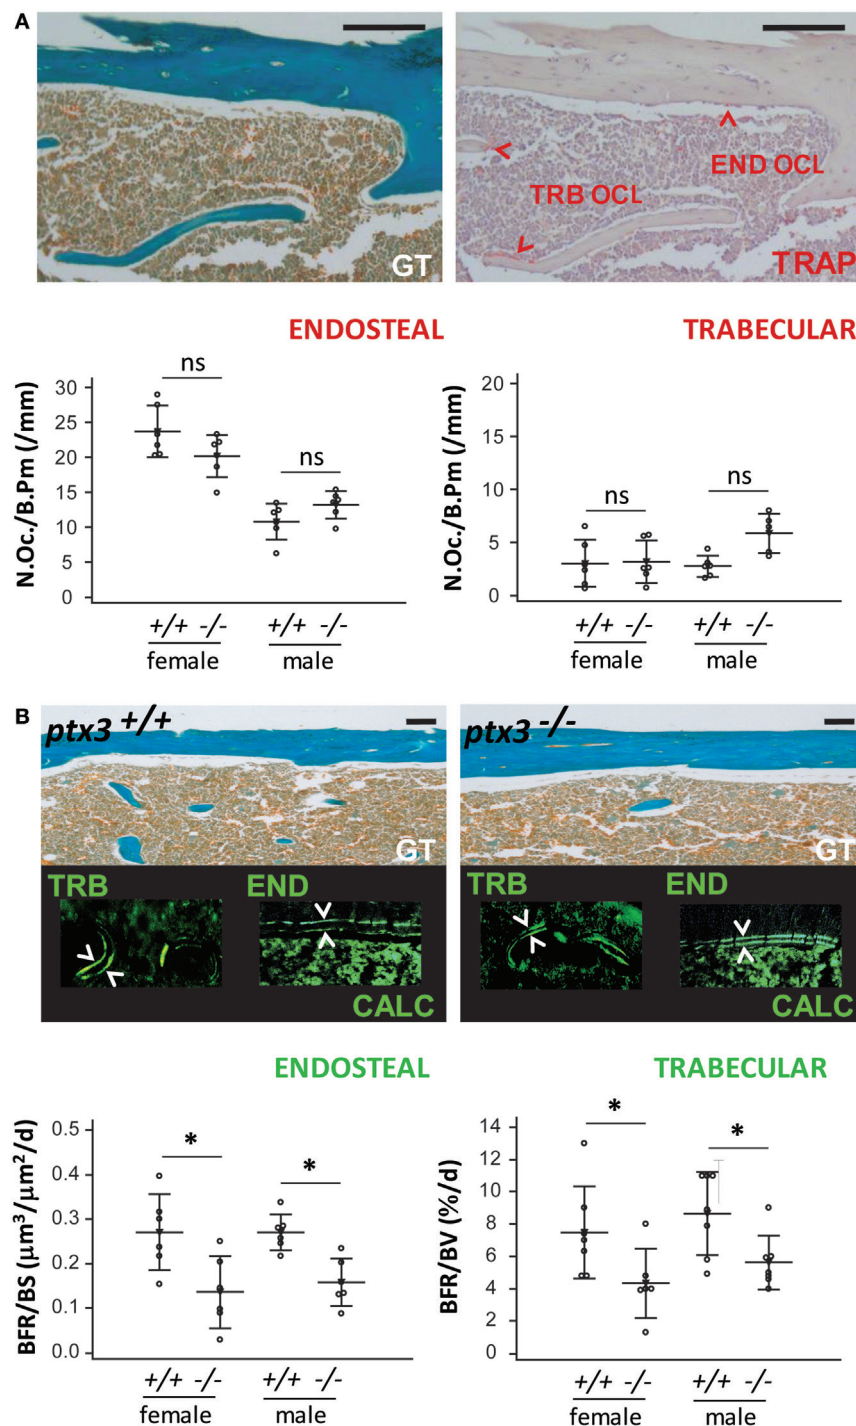 A
GT
TRB OCL
END OCL
TRAP
ENDOSTEAL
TRABECULAR
N.Oc./B.Pm (/mm)
30
25
20
15
10
5
0
ns
ns
+/+ -/- +/+ -/-
female male
N.Oc./B.Pm (/mm)
20
15
10
5
0
ns
ns
+/+ -/- +/+ -/-
female male
B
ptx3 +/+
GT
TRB
END
CALC
ptx3 -/-
GT
TRB
END
CALC
ENDOSTEAL
TRABECULAR
BFR/BS (µm³/µm²/d)
0.5
0.4
0.3
0.2
0.1
0.0
*
*
+/+ -/- +/+ -/-
female male
BFR/BV (%/d)
14
12
10
8
6
4
2
0
*
*
+/+ -/- +/+ -/-
female male